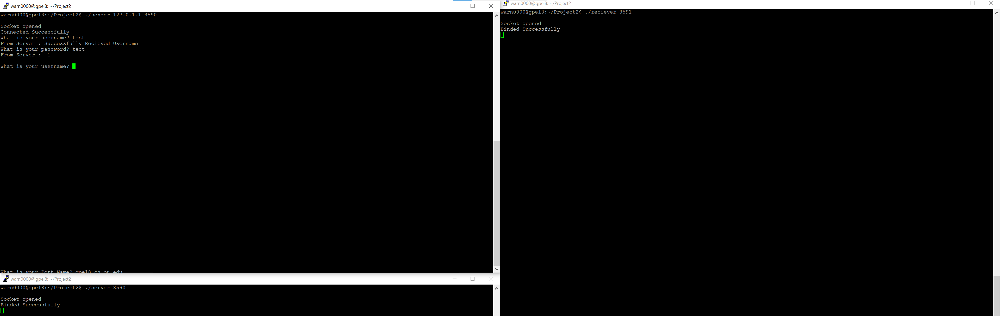 warn0000@gpel8: ~/Project2
warn0000@gpel8:~/Project2$ ./sender 127.0.1.1 8590
Socket opened
Connected Successfully
What is your username? test
From Server : Successfully Recieved Username
What is your password? test
From Server : -1
What is your username?
What is your Port Name? gpel8.cs.ou.edu
warn0000@gpel8: ~/Project2
warn0000@gpel8:~/Project2$ ./server 8590
Socket opened
Binded Successfully
warn0000@gpel8: ~/Project2
warn0000@gpel8:~/Project2$ ./reciever 8591
Socket opened
Binded Successfully